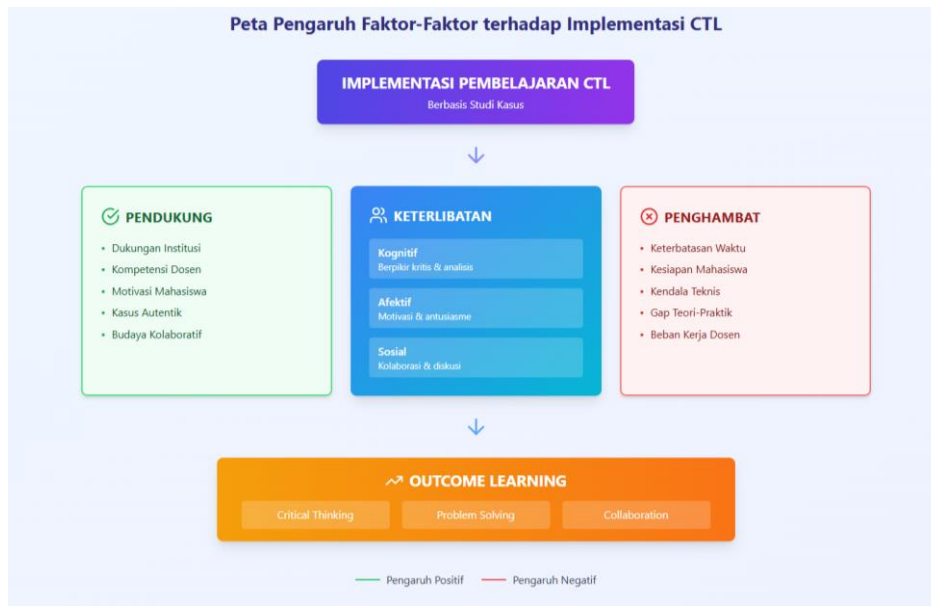 Peta Pengaruh Faktor-Faktor terhadap Implementasi CTL
IMPLEMENTASI PEMBELAJARAN CTL
Berbasis Studi Kasus
PENDUKUNG
• Dukungan Institusi
• Kompetensi Dosen
• Motivasi Mahasiswa
• Kasus Autentik
• Budaya Kolaboratif
KETERLIBATAN
Kognitif
Berpikir kritis & analisis
Afektif
Motivasi & antusiasme
Sosial
Kolaborasi & diskusi
PENGHAMBAT
• Keterbatasan Waktu
• Kesiapan Mahasiswa
• Kendala Teknis
• Gap Teori-Praktik
• Beban Kerja Dosen
OUTCOME LEARNING
Critical Thinking
Problem Solving
Collaboration
Pengaruh Positif
Pengaruh Negatif